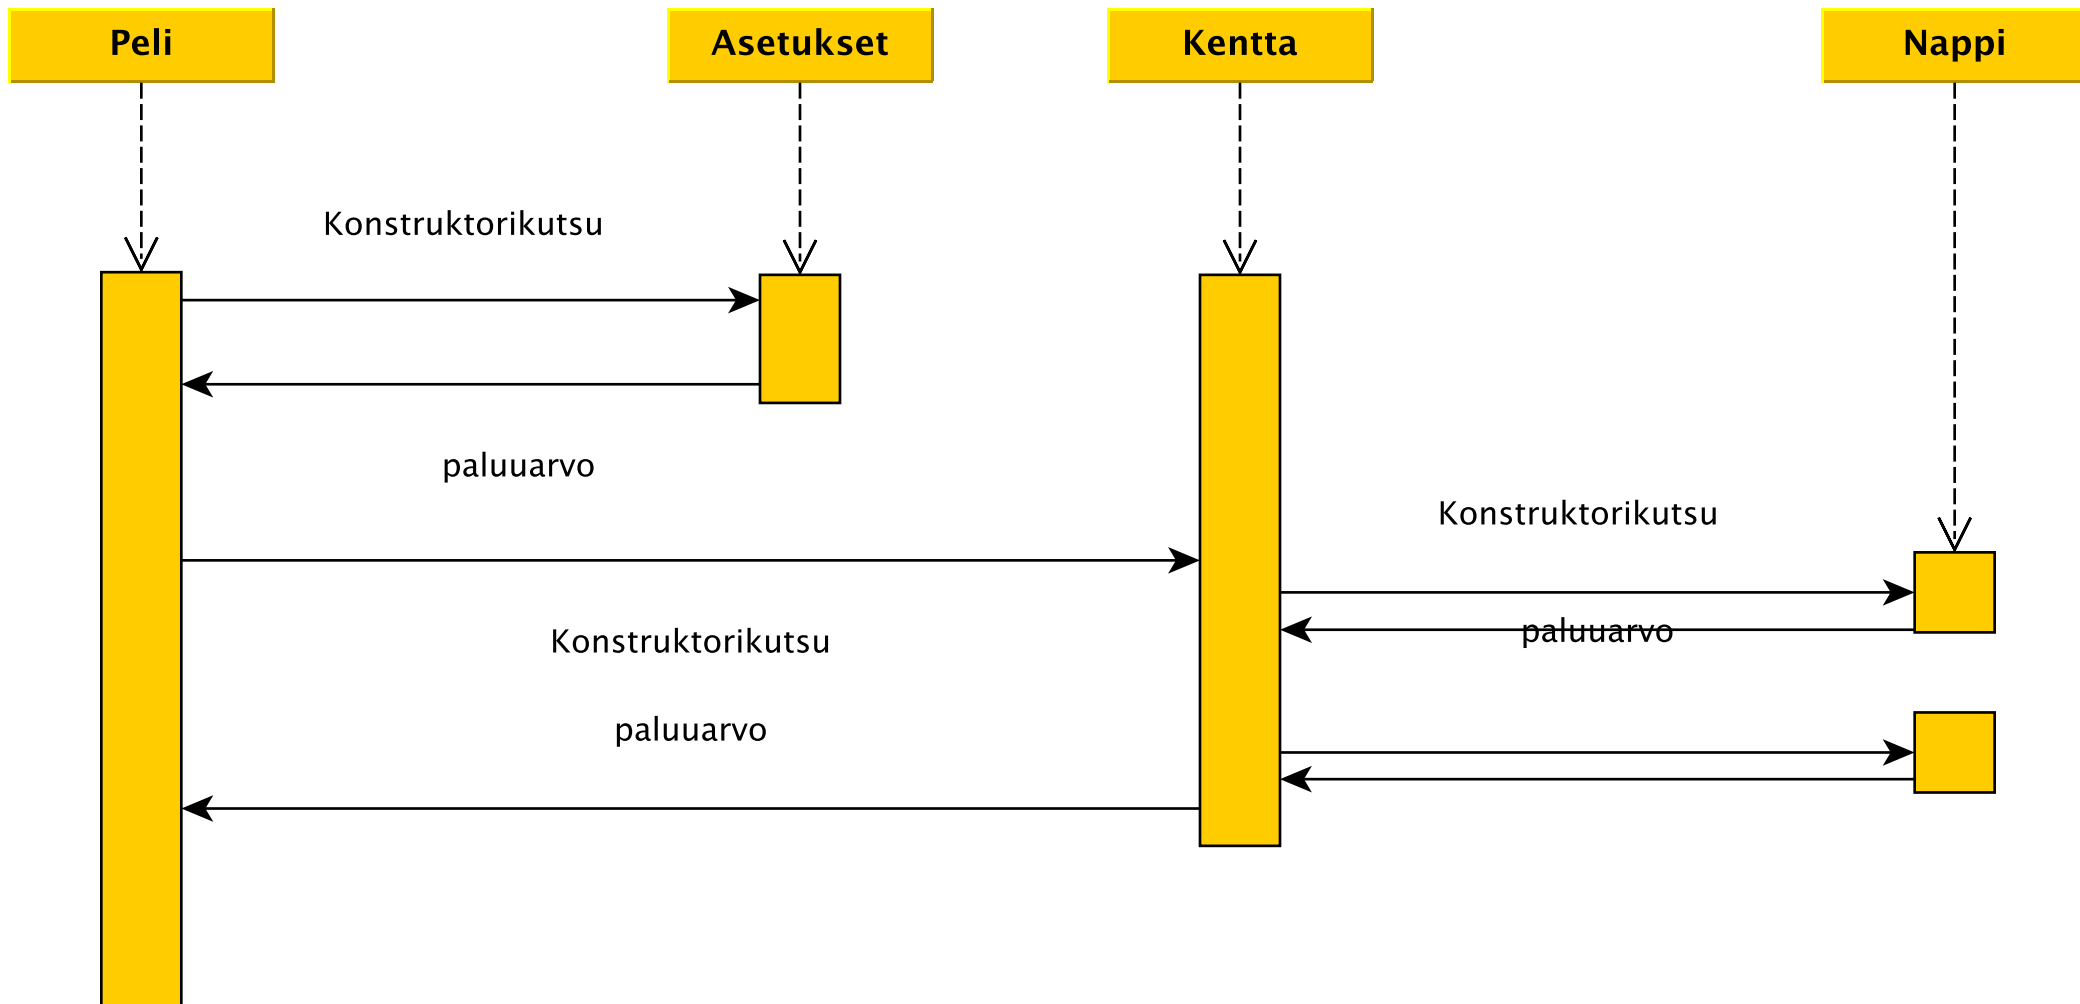 Peli
Asetukset
Kentta
Nappi
Konstruktorikutsu
paluuarvo
Konstruktorikutsu
paluuarvo
Konstruktorikutsu
paluuarvo